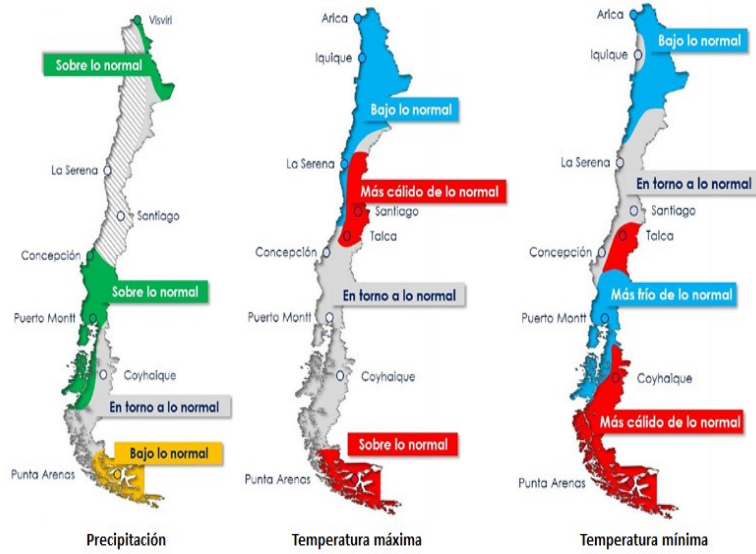 Visviri
Sobre lo normal
La Serena
Santiago
Concepción
Sobre lo normal
Puerto Montt
Coyhaique
En torno a lo normal
Bajo lo normal
Punta Arenas
Precipitación
Arica
Iquique
Bajo lo normal
La Serena
Más cálido de lo normal
Santiago
Talca
Concepción
En torno a lo normal
Puerto Montt
Coyhaique
Sobre lo normal
Punta Arenas
Temperatura máxima
Arica
Bajo lo normal
Iquique
La Serena
En torno a lo normal
Santiago
Talca
Concepción
Más frío de lo normal
Puerto Montt
Coyhaique
Más cálido de lo normal
Punta Arenas
Temperatura mínima